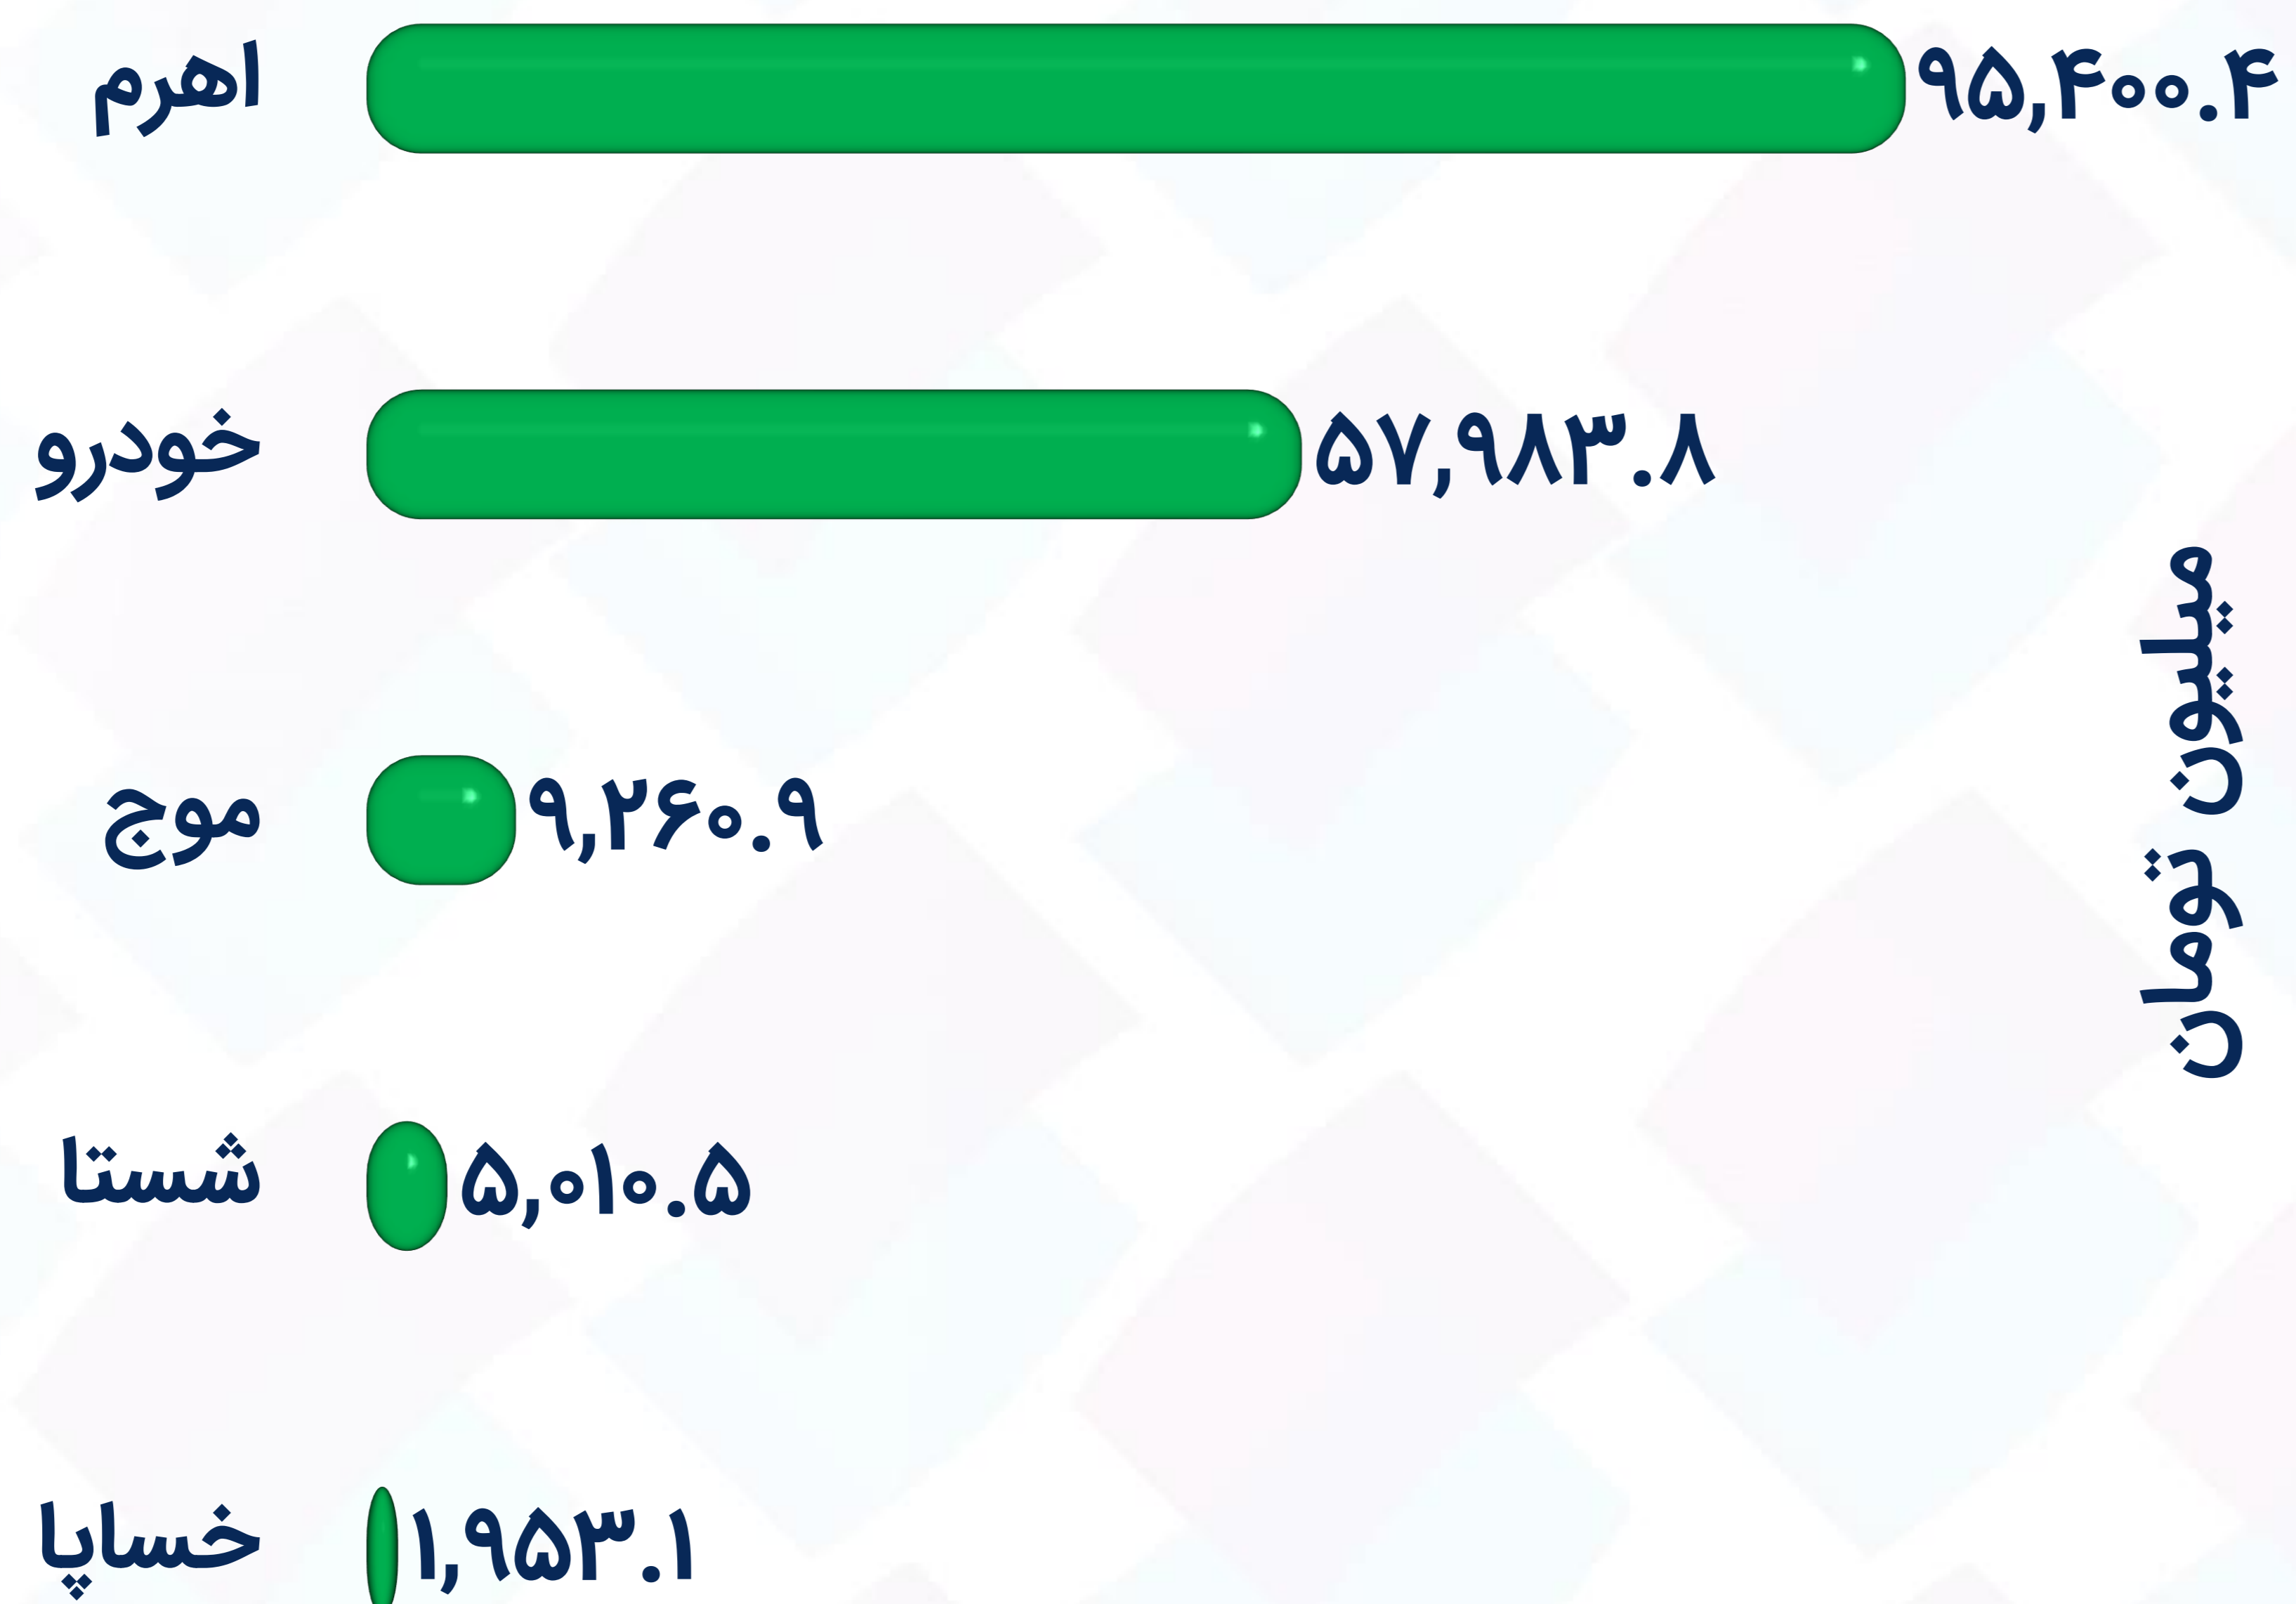 اهرم ۹۵,۴۰۰.۴
خودرو ۵۷,۹۸۳.۸
موج ۹,۲۶۰.۹
شستا ۵,۰۱۰.۵
خساپا ۱,۹۵۳.۱
میلیون تومان